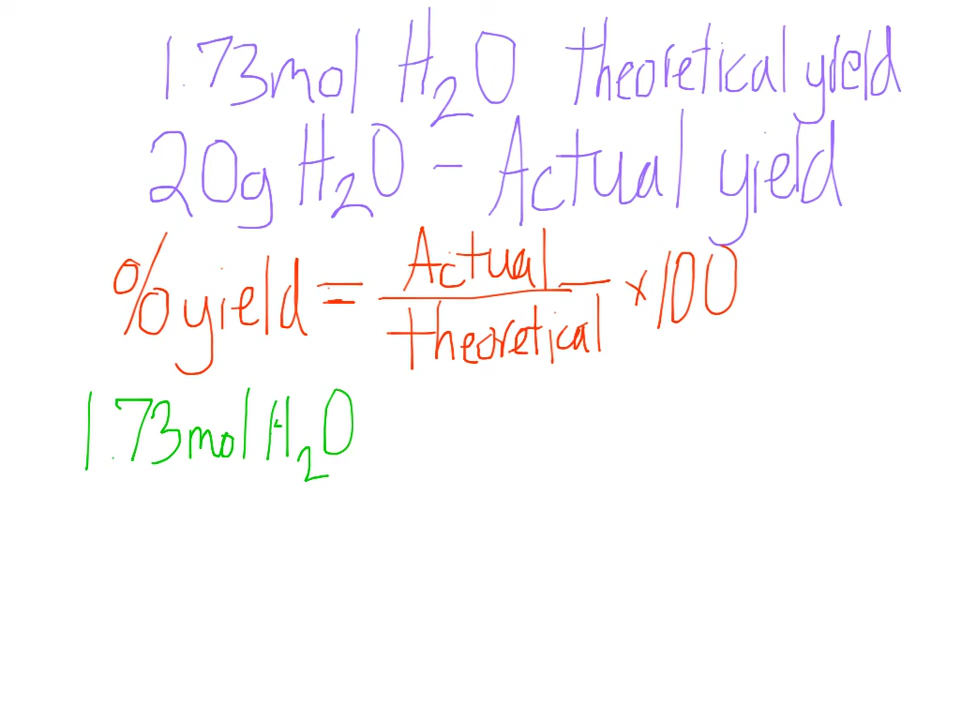 1.73mol H₂O theoretical yield
20g H₂O - Actual yield
% yield = Actual / theoretical × 100
1.73mol H₂O